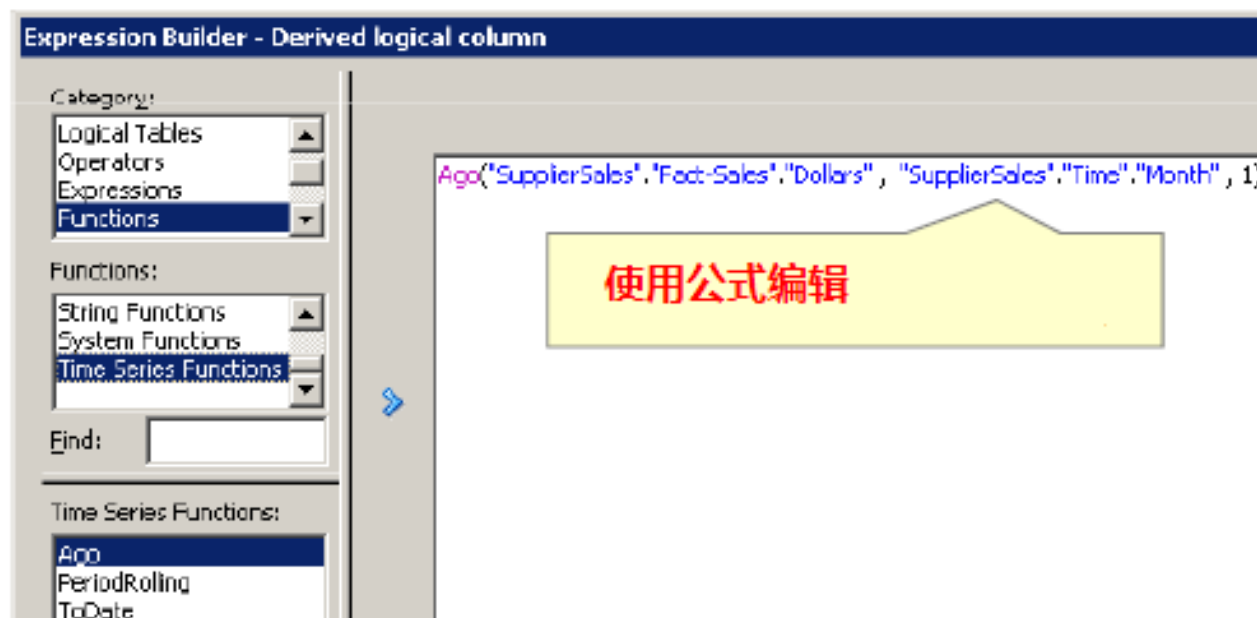 Expression Builder - Derived logical column
Category:
Logical Tables
Operators
Expressions
Functions
Functions:
String Functions
System Functions
Time Series Functions
Find:
Time Series Functions:
Ago
PeriodRolling
ToDate
Ago("SupplierSales"."Fact-Sales"."Dollars" , "SupplierSales"."Time"."Month" , 1)
使用公式编辑